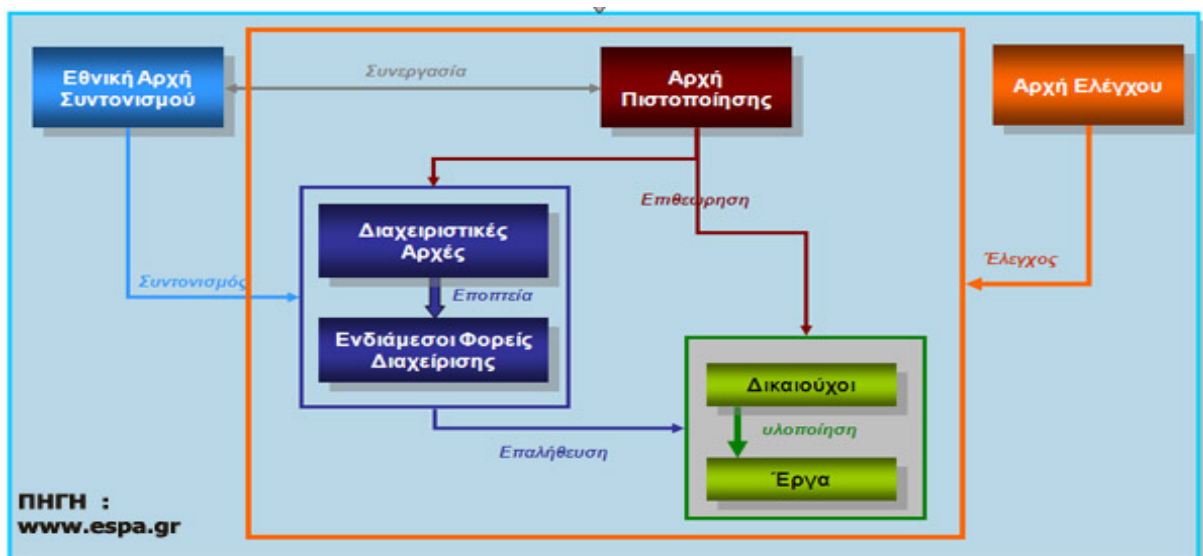 Εθνική Αρχή
Συντονισμού
Συνεργασία
Αρχή
Πιστοποίησης
Αρχή Ελέγχου
Επιθεώρηση
Διαχειριστικές
Αρχές
Συντονισμός
Εποπτεία
Έλεγχος
Ενδιάμεσοι Φορείς
Διαχείρισης
Δικαιούχοι
υλοποίηση
Επαλήθευση
Έργα
ΠΗΓΗ :
www.espa.gr